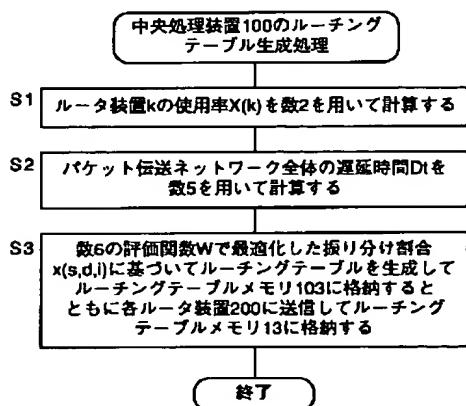 中央処理装置100のルーチング
テーブル生成処理
S1
ルータ装置kの使用率X(k)を数2を用いて計算する
S2
パケット伝送ネットワーク全体の遅延時間Dtを
数5を用いて計算する
S3
数6の評価関数Wで最適化した振り分け割合
x(s,d,i)に基づいてルーチングテーブルを生成して
ルーチングテーブルメモリ103に格納すると
ともに各ルータ装置200に送信してルーチング
テーブルメモリ13に格納する
終了